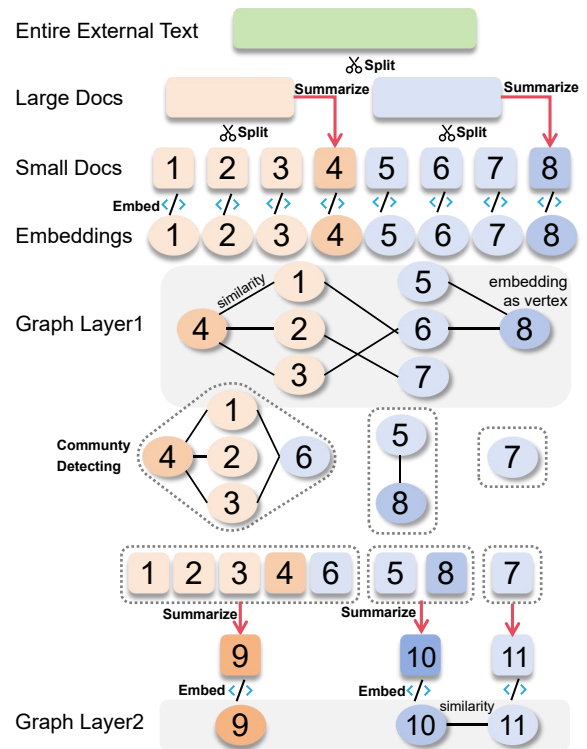 Entire External Text
Split
Large Docs
Summarize
Summarize
Split
Split
Small Docs
1 2 3 4 5 6 7 8
Embed </> </> </> </> </> </> </> </>
Embeddings
1 2 3 4 5 6 7 8
similarity
1 5
embedding
as vertex
Graph Layer1
4 2 6 8
3 7
Communty
Detecting
1
4 2 6
3
5
8
7
1 2 3 4 6 5 8 7
Summarize Summarize
9 10 11
Embed </> Embed </> </>
similarity
Graph Layer2
9 10 11